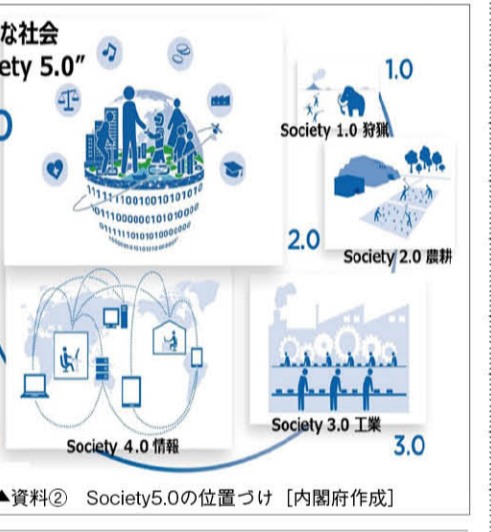 な社会
ety 5.0”
1.0
Society 1.0 狩猟
2.0
Society 2.0 農耕
Society 4.0 情報
Society 3.0 工業
3.0
▲資料② Society5.0の位置づけ［内閣府作成］